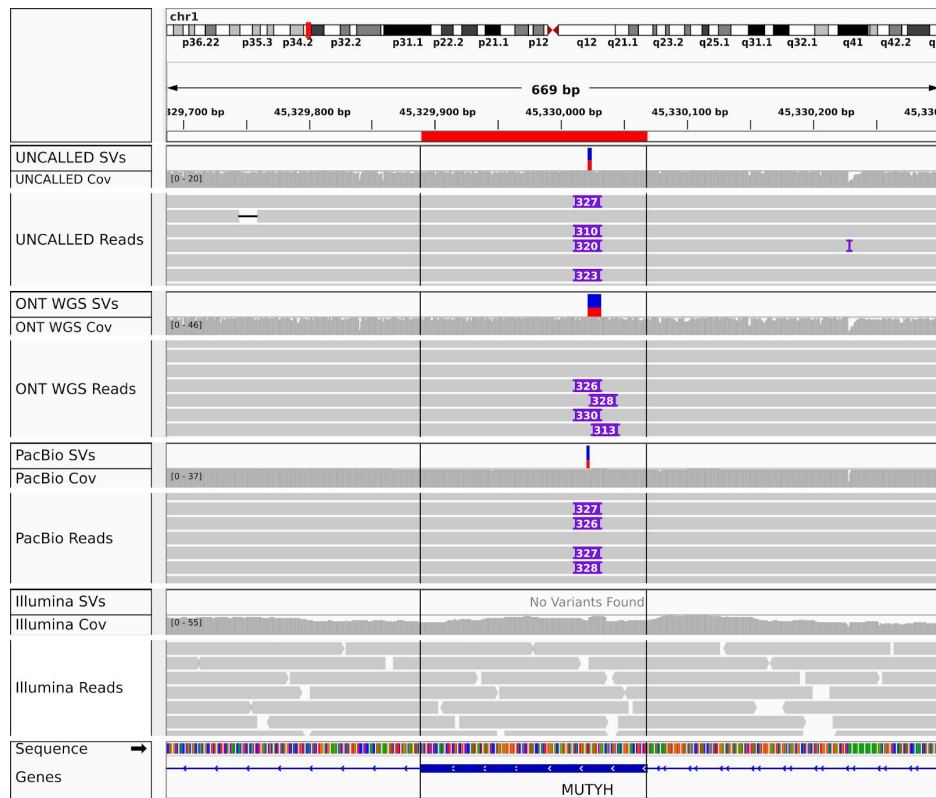 chr1
p36.22 p35.3 p34.2 p32.2 p31.1 p22.2 p21.1 p12 q12 q21.1 q23.2 q25.1 q31.1 q32.1 q41 q42.2 q
669 bp
329,700 bp 45,329,800 bp 45,329,900 bp 45,330,000 bp 45,330,100 bp 45,330,200 bp 45,330
UNCALLED SVs
UNCALLED Cov [0 - 20]
327
310
UNCALLED Reads 320
323
ONT WGS SVs
ONT WGS Cov [0 - 46]
ONT WGS Reads 326
328
330
313
PacBio SVs
PacBio Cov [0 - 37]
327
326
PacBio Reads
327
328
Illumina SVs No Variants Found
Illumina Cov [0 - 55]
Illumina Reads
Sequence
Genes
MUTYH